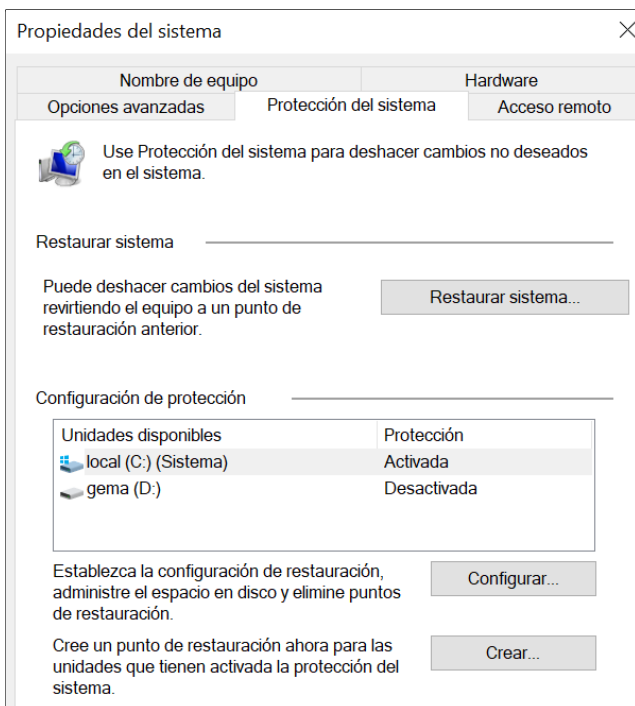 Propiedades del sistema
Nombre de equipo
Hardware
Opciones avanzadas
Protección del sistema
Acceso remoto
Use Protección del sistema para deshacer cambios no deseados
en el sistema.
Restaurar sistema
Puede deshacer cambios del sistema
revirtiendo el equipo a un punto de
restauración anterior.
Restaurar sistema...
Configuración de protección
Unidades disponibles
Protección
local (C:) (Sistema)
Activada
gema (D:)
Desactivada
Establezca la configuración de restauración,
administre el espacio en disco y elimine puntos
de restauración.
Configurar...
Cree un punto de restauración ahora para las
unidades que tienen activada la protección del
sistema.
Crear...